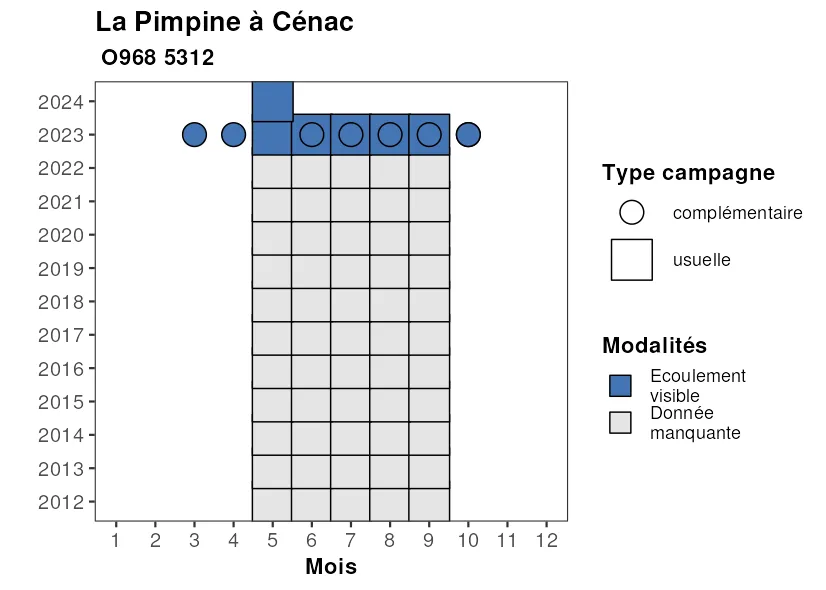 La Pimpine à Cénac
O968 5312
2024
2023
2022
2021
2020
2019
2018
2017
2016
2015
2014
2013
2012
1 2 3 4 5 6 7 8 9 10 11 12
Mois
Type campagne
complémentaire
usuelle
Modalités
Ecoulement
visible
Donnée
manquante